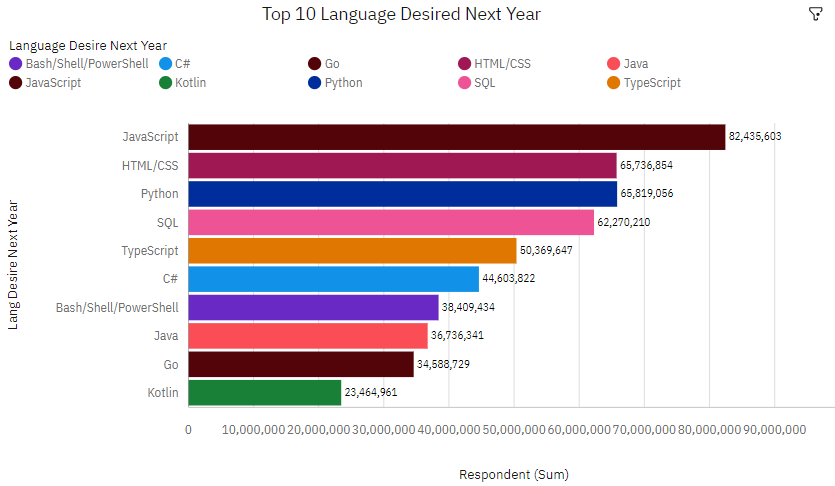 Top 10 Language Desired Next Year
Language Desire Next Year
Bash/Shell/PowerShell C# Go HTML/CSS Java
JavaScript Kotlin Python SQL TypeScript
Lang Desire Next Year
JavaScript 82,435,603
HTML/CSS 65,736,854
Python 65,819,056
SQL 62,270,210
TypeScript 50,369,647
C# 44,603,822
Bash/Shell/PowerShell 38,409,434
Java 36,736,341
Go 34,588,729
Kotlin 23,464,961
0 10,000,000 20,000,000 30,000,000 40,000,000 50,000,000 60,000,000 70,000,000 80,000,000 90,000,000
Respondent (Sum)